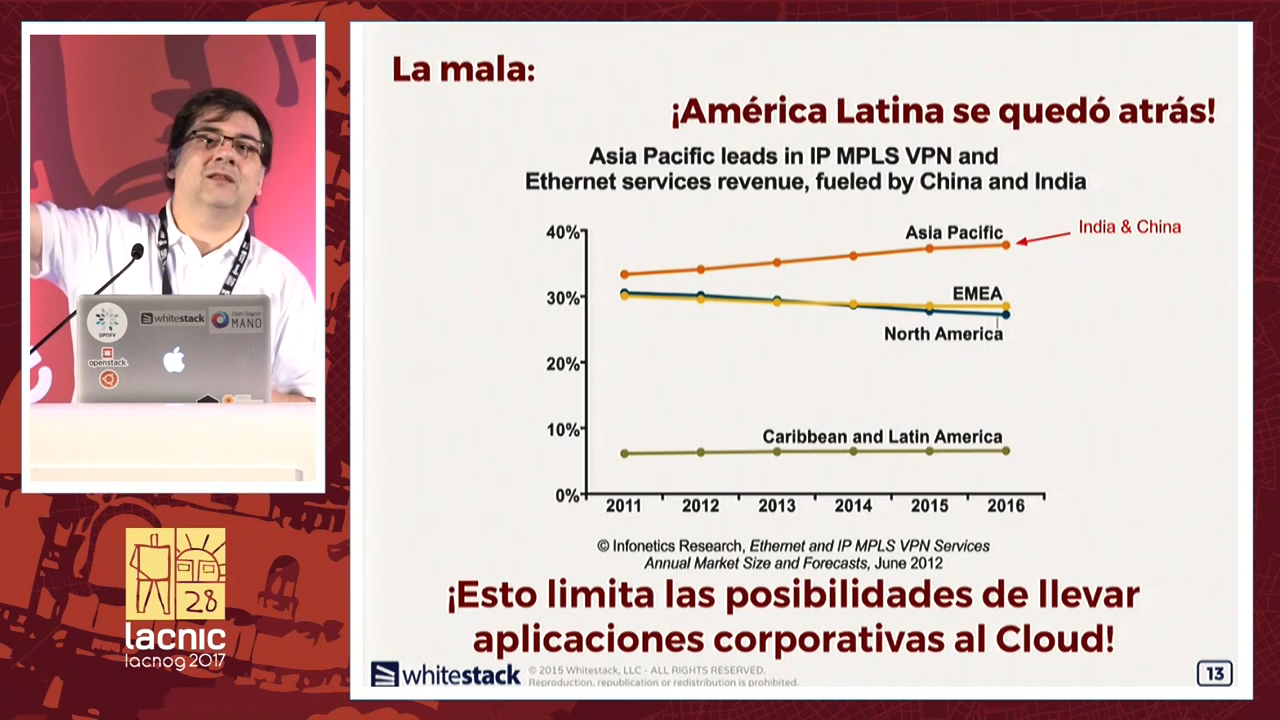 La mala:
¡América Latina se quedó atrás!
Asia Pacific leads in IP MPLS VPN and
Ethernet services revenue, fueled by China and India
40%
30%
20%
10%
0%
Asia Pacific
India & China
EMEA
North America
Caribbean and Latin America
2011 2012 2013 2014 2015 2016
© Infonetics Research, Ethernet and IP MPLS VPN Services
Annual Market Size and Forecasts, June 2012
¡Esto limita las posibilidades de llevar
aplicaciones corporativas al Cloud!
whitestack
© 2015 Whitestack, LLC - ALL RIGHTS RESERVED.
Reproduction, republication or redistribution is prohibited.
13
OPNFV
whitestack
Open Source
MANO
openstack.
28
lacnic
lacnog 2017